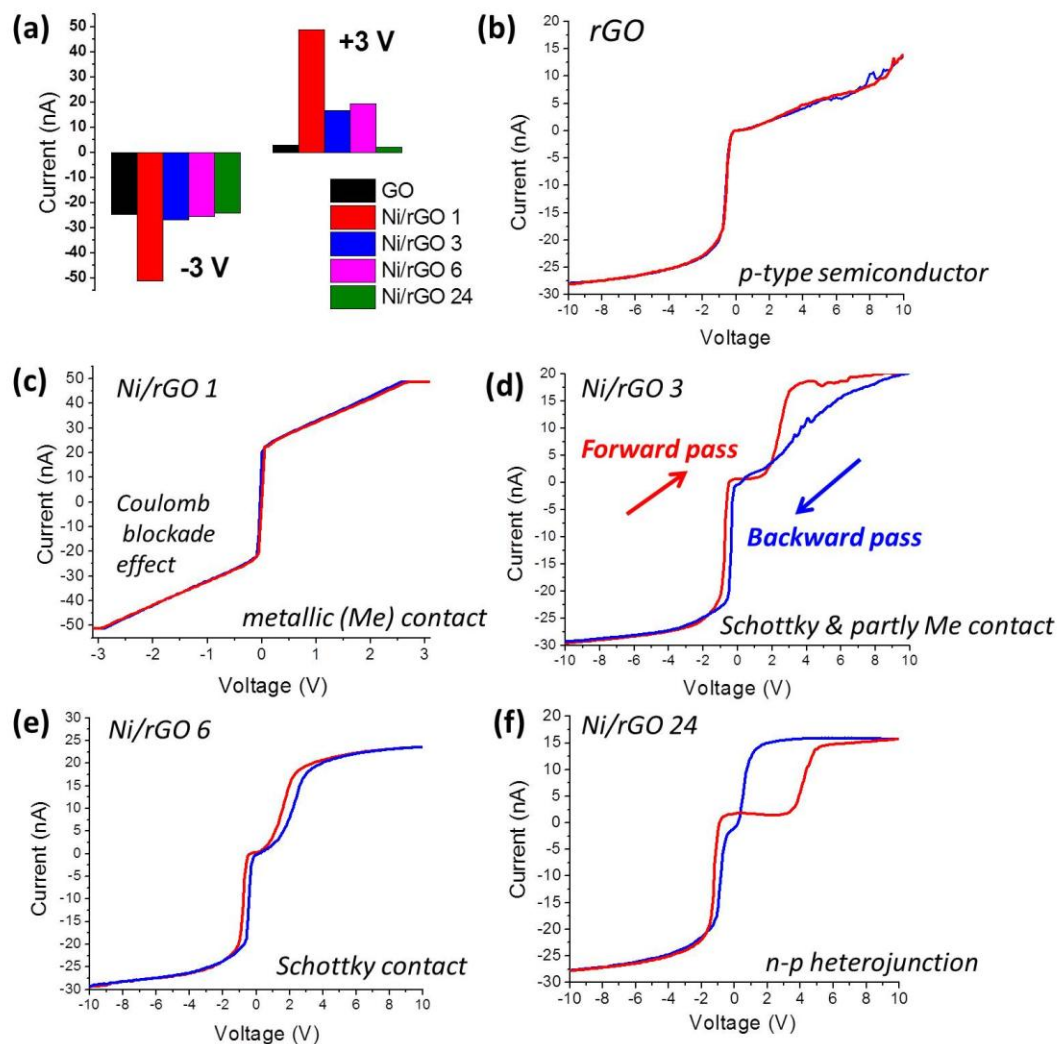 (a)
50
40
30
20
10
0
-10
-20
-30
-40
-50
Current (nA)
+3 V
-3 V
GO
Ni/rGO 1
Ni/rGO 3
Ni/rGO 6
Ni/rGO 24
(b)
rGO
20
15
10
5
0
-5
-10
-15
-20
-25
-30
Current (nA)
p-type semiconductor
-10 -8 -6 -4 -2 0 2 4 6 8 10
Voltage
(c)
Ni/rGO 1
50
40
30
20
10
0
-10
-20
-30
-40
-50
Current (nA)
Coulomb
blockade
effect
metallic (Me) contact
-3 -2 -1 0 1 2 3
Voltage (V)
(d)
Ni/rGO 3
20
15
10
5
0
-5
-10
-15
-20
-25
-30
Current (nA)
Forward pass
Backward pass
Schottky & partly Me contact
-10 -8 -6 -4 -2 0 2 4 6 8 10
Voltage (V)
(e)
Ni/rGO 6
30
25
20
15
10
5
0
-5
-10
-15
-20
-25
-30
Current (nA)
Schottky contact
-10 -8 -6 -4 -2 0 2 4 6 8 10
Voltage (V)
(f)
Ni/rGO 24
20
15
10
5
0
-5
-10
-15
-20
-25
-30
Current (nA)
n-p heterojunction
-10 -8 -6 -4 -2 0 2 4 6 8 10
Voltage (V)